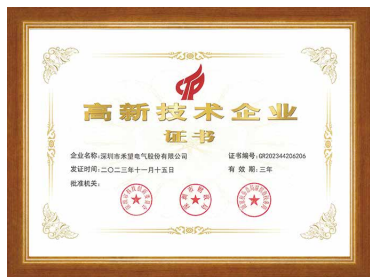 高新技术企业
证书
企业名称:深圳市禾望电气股份有限公司
证书编号:GR202344206206
发证时间:二〇二三年十一月十五日
有 效 期:三年
批准机关: